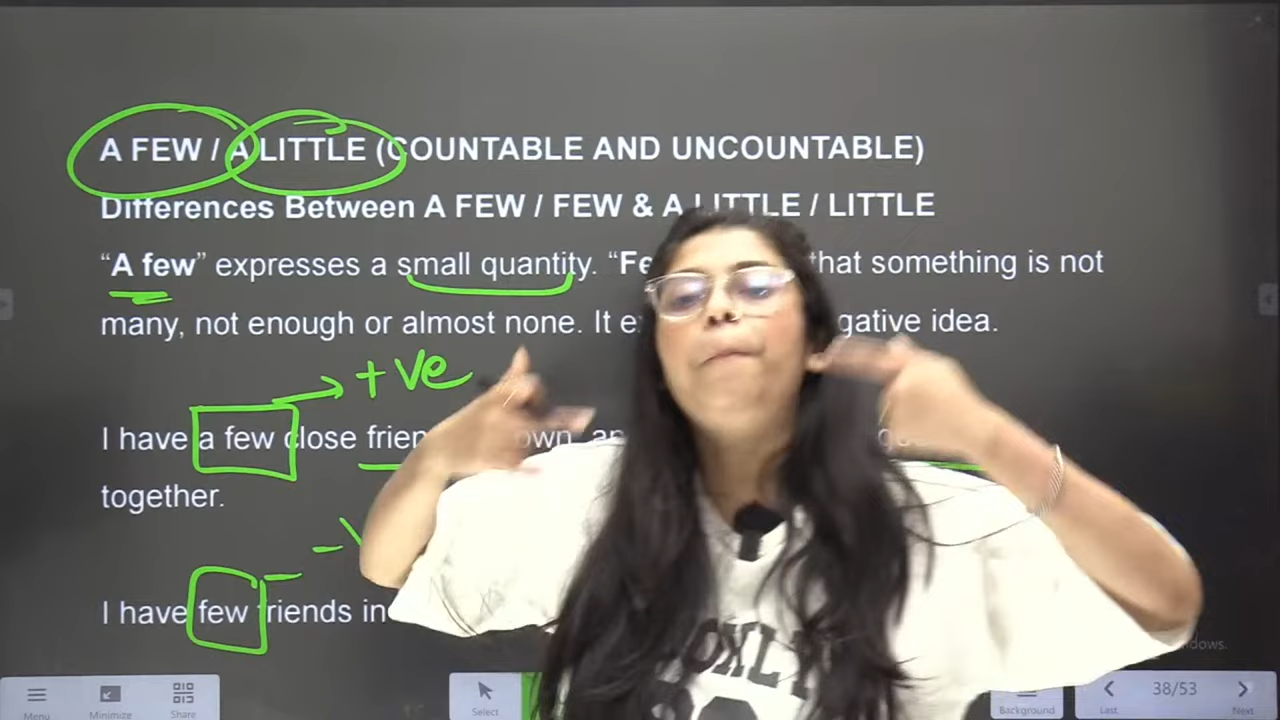 A FEW / A LITTLE (COUNTABLE AND UNCOUNTABLE)
Differences Between A FEW / FEW & A LITTLE / LITTLE
“A few” expresses a small quantity. “Fe that something is not
many, not enough or almost none. It e gative idea.
+ve
I have a few close frien own, an
together.
I have few friends in
Menu
Minimize
Share
Select
Background
38/53
Last
Next